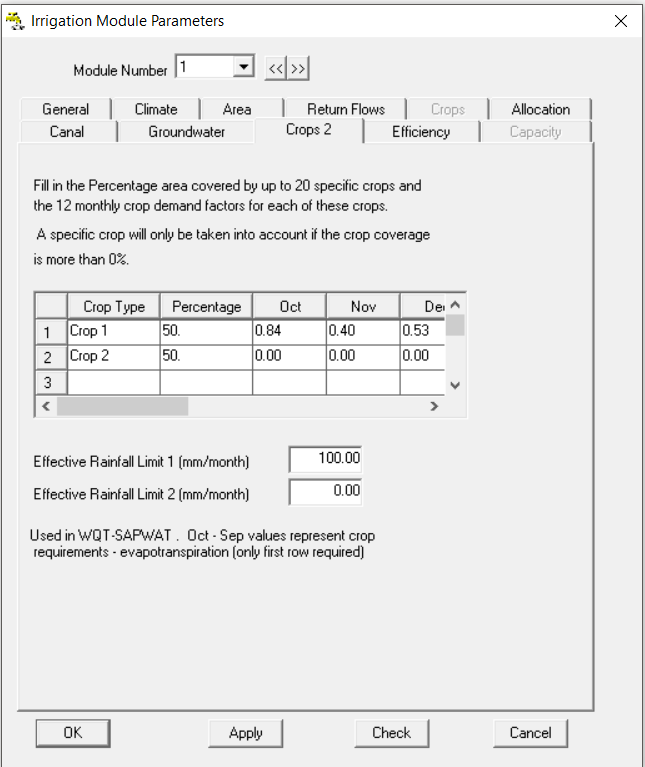 Irrigation Module Parameters
Module Number 1 << >>
General Climate Area Return Flows Crops Allocation
Canal Groundwater Crops 2 Efficiency Capacity
Fill in the Percentage area covered by up to 20 specific crops and
the 12 monthly crop demand factors for each of these crops.
A specific crop will only be taken into account if the crop coverage
is more than 0%.
Crop Type Percentage Oct Nov De
1 Crop 1 50. 0.84 0.40 0.53
2 Crop 2 50. 0.00 0.00 0.00
3
Effective Rainfall Limit 1 (mm/month) 100.00
Effective Rainfall Limit 2 (mm/month) 0.00
Used in WQT-SAPWAT . Oct - Sep values represent crop
requirements - evapotranspiration (only first row required)
OK Apply Check Cancel